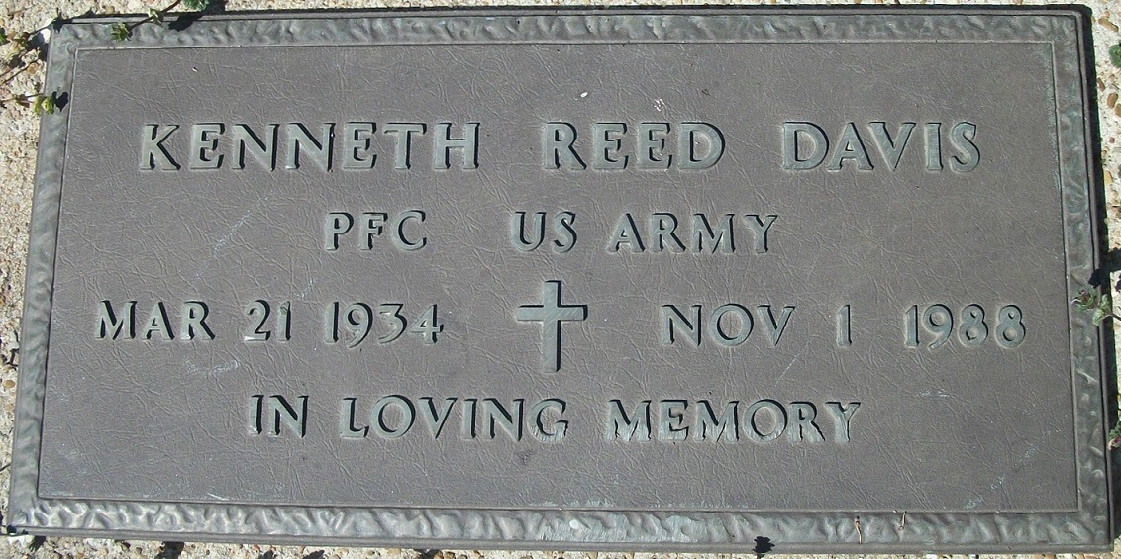 KENNETH REED DAVIS
PFC US ARMY
MAR 21 1934 NOV 1 1988
IN LOVING MEMORY